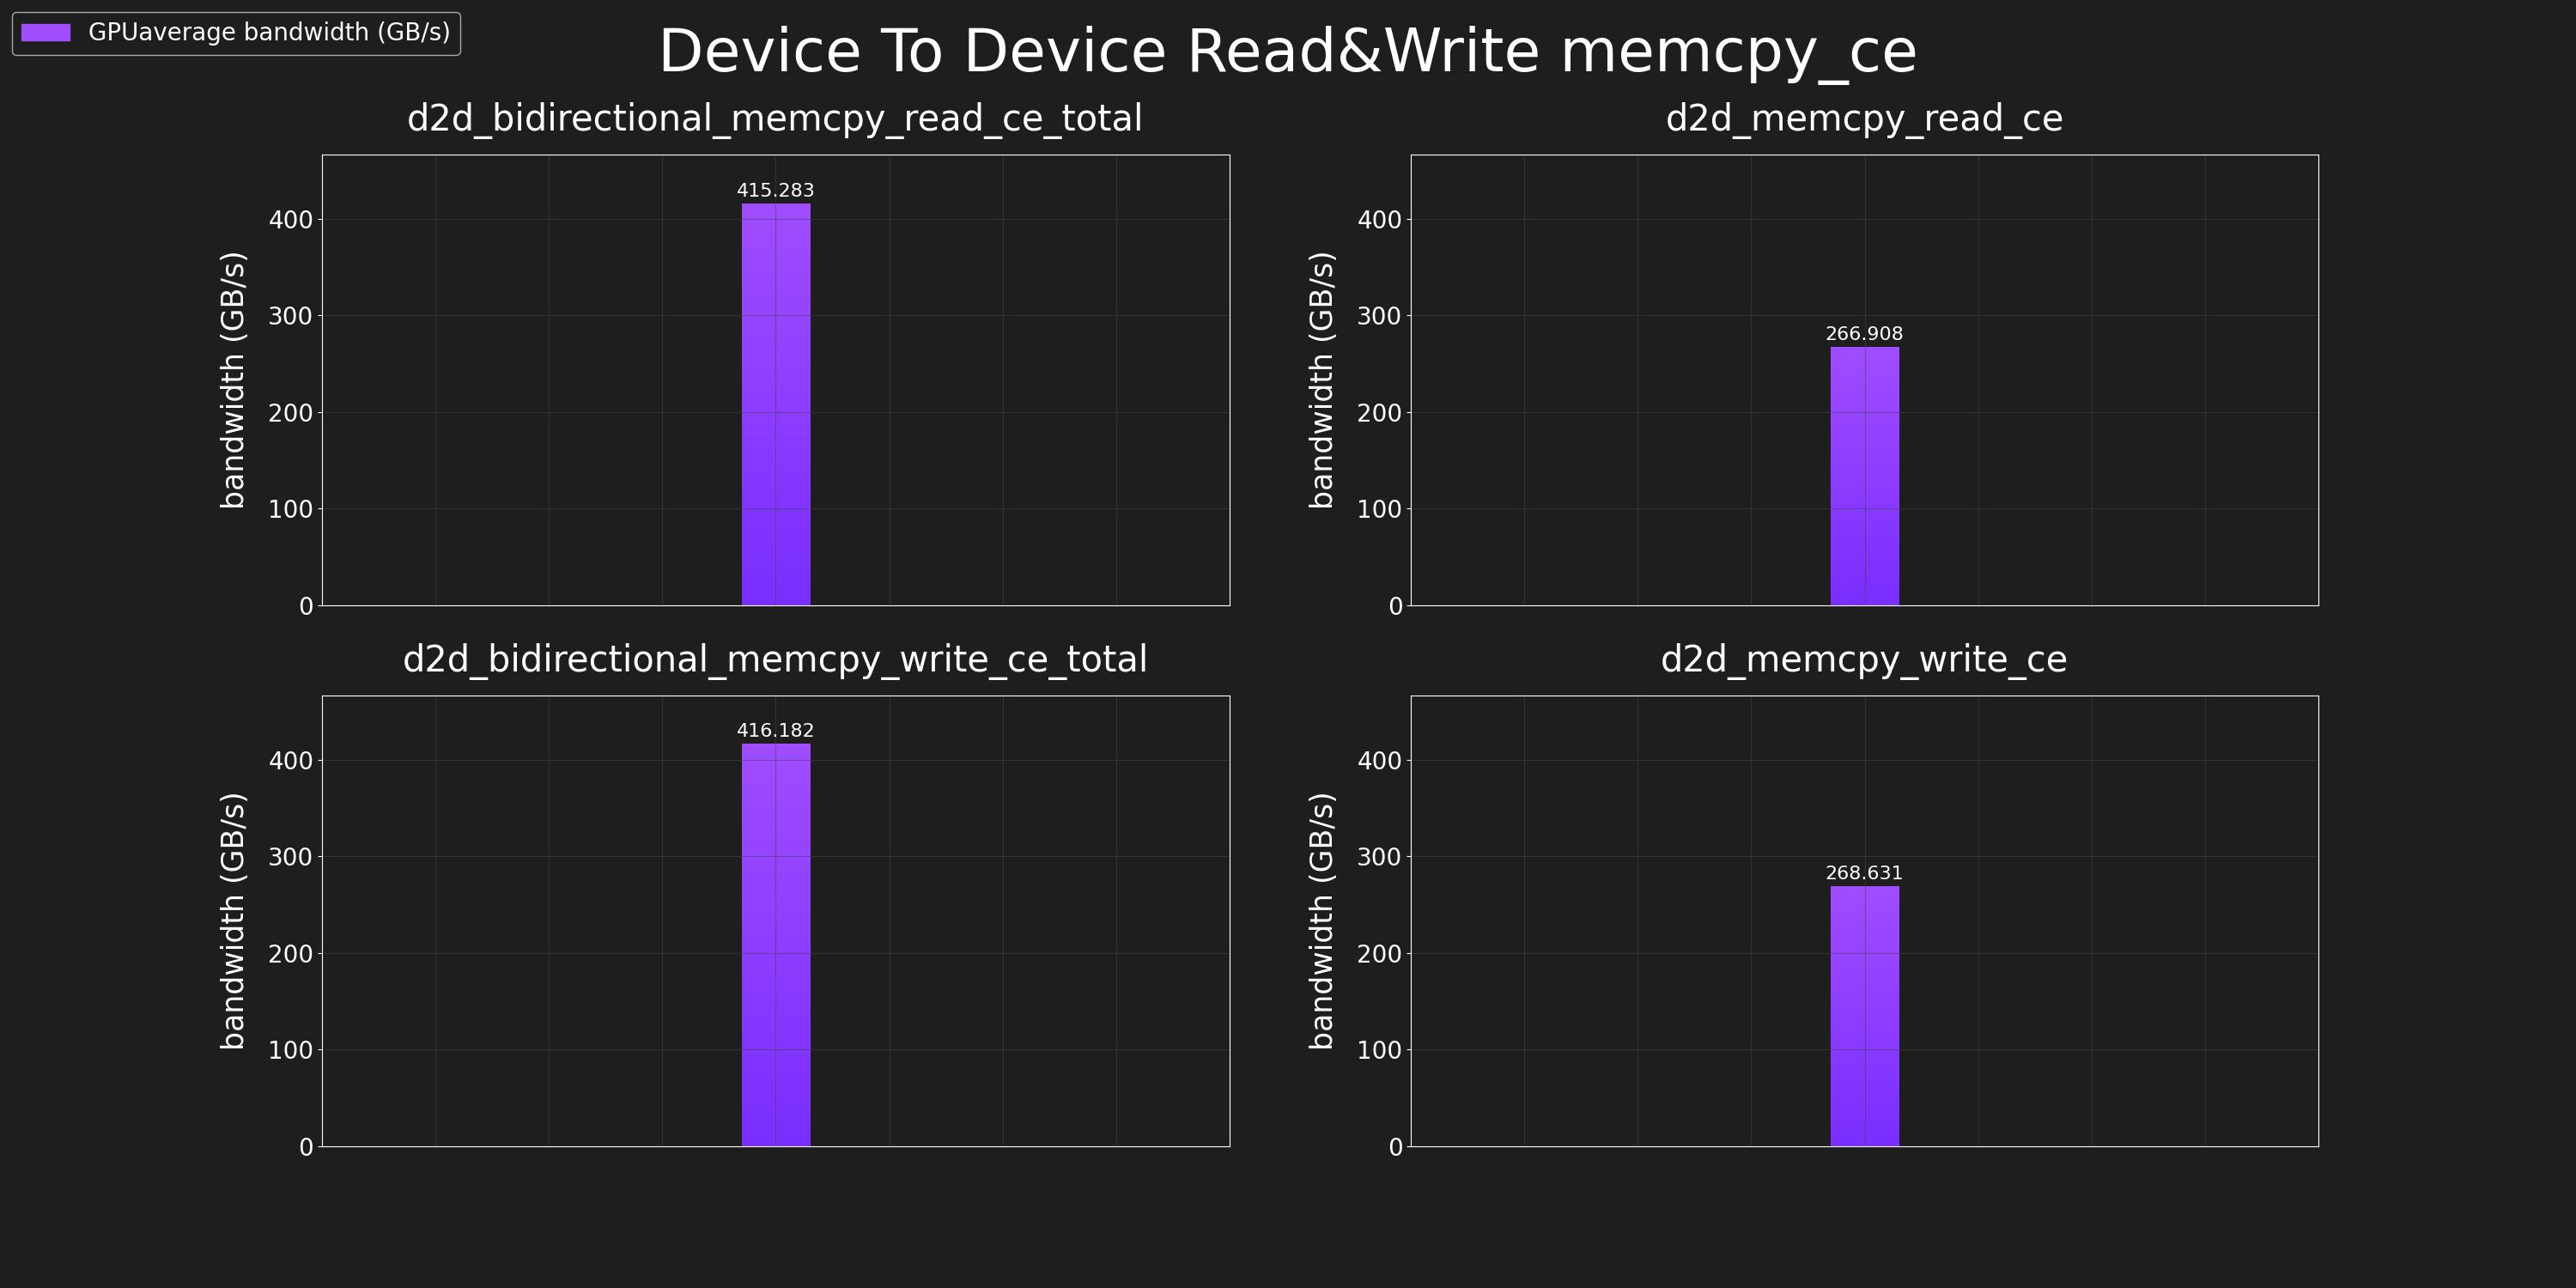 GPUaverage bandwidth (GB/s)
Device To Device Read&Write memcpy_ce
d2d_bidirectional_memcpy_read_ce_total
415.283
400
300
200
100
0
bandwidth (GB/s)
d2d_memcpy_read_ce
266.908
400
300
200
100
0
bandwidth (GB/s)
d2d_bidirectional_memcpy_write_ce_total
416.182
400
300
200
100
0
bandwidth (GB/s)
d2d_memcpy_write_ce
268.631
400
300
200
100
0
bandwidth (GB/s)